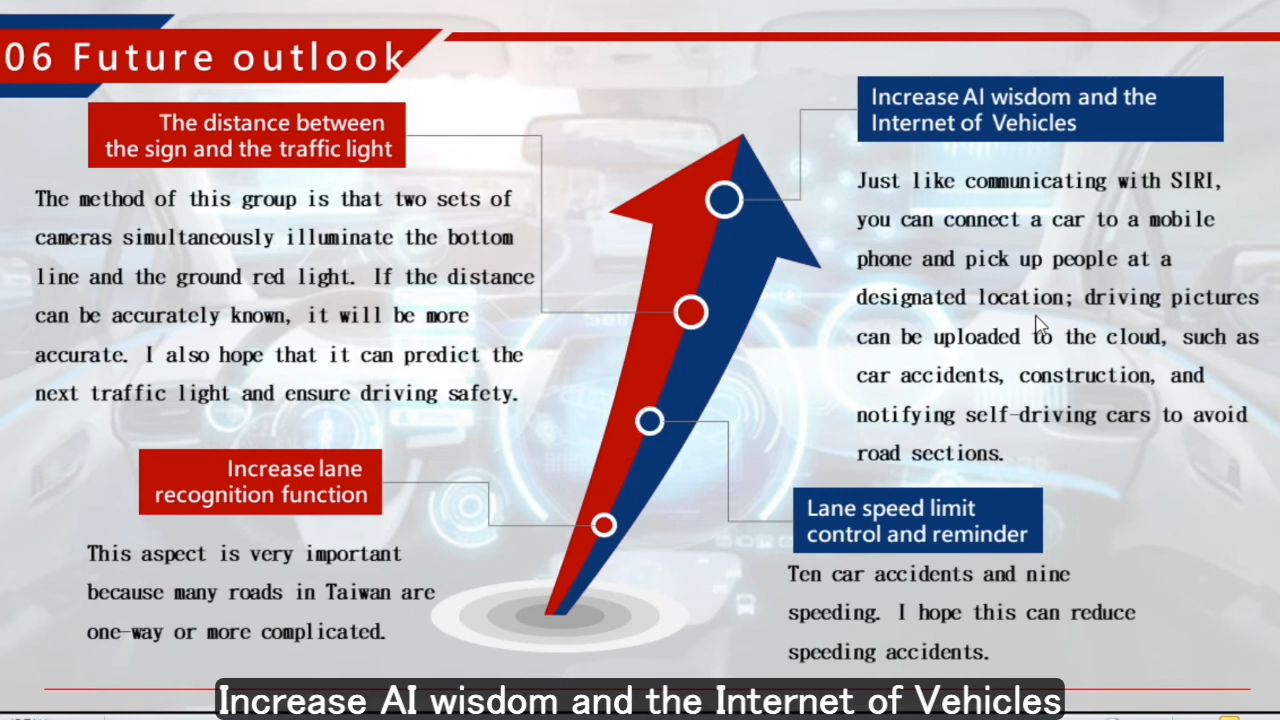 06 Future outlook
The distance between
the sign and the traffic light
The method of this group is that two sets of
cameras simultaneously illuminate the bottom
line and the ground red light. If the distance
can be accurately known, it will be more
accurate. I also hope that it can predict the
next traffic light and ensure driving safety.
Increase lane
recognition function
This aspect is very important
because many roads in Taiwan are
one-way or more complicated.
Increase AI wisdom and the
Internet of Vehicles
Just like communicating with SIRI,
you can connect a car to a mobile
phone and pick up people at a
designated location; driving pictures
can be uploaded to the cloud, such as
car accidents, construction, and
notifying self-driving cars to avoid
road sections.
Lane speed limit
control and reminder
Ten car accidents and nine
speeding. I hope this can reduce
speeding accidents.
Increase AI wisdom and the Internet of Vehicles